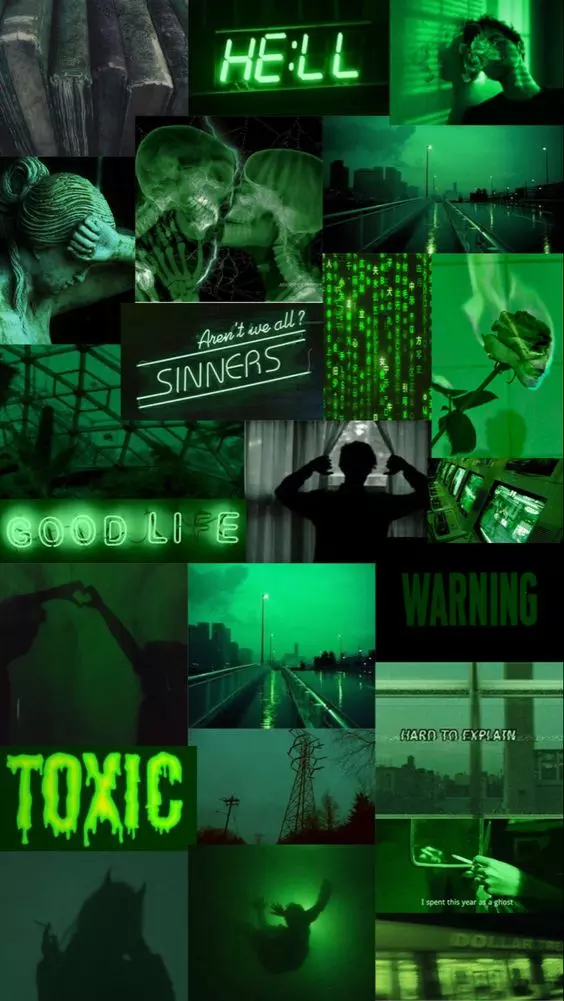 HE:LL
Aren't we all?
SINNERS
GOOD LIFE
WARNING
HARD TO EXPLAIN
TOXIC
I spent this year as a ghost
DOLLAR TREE